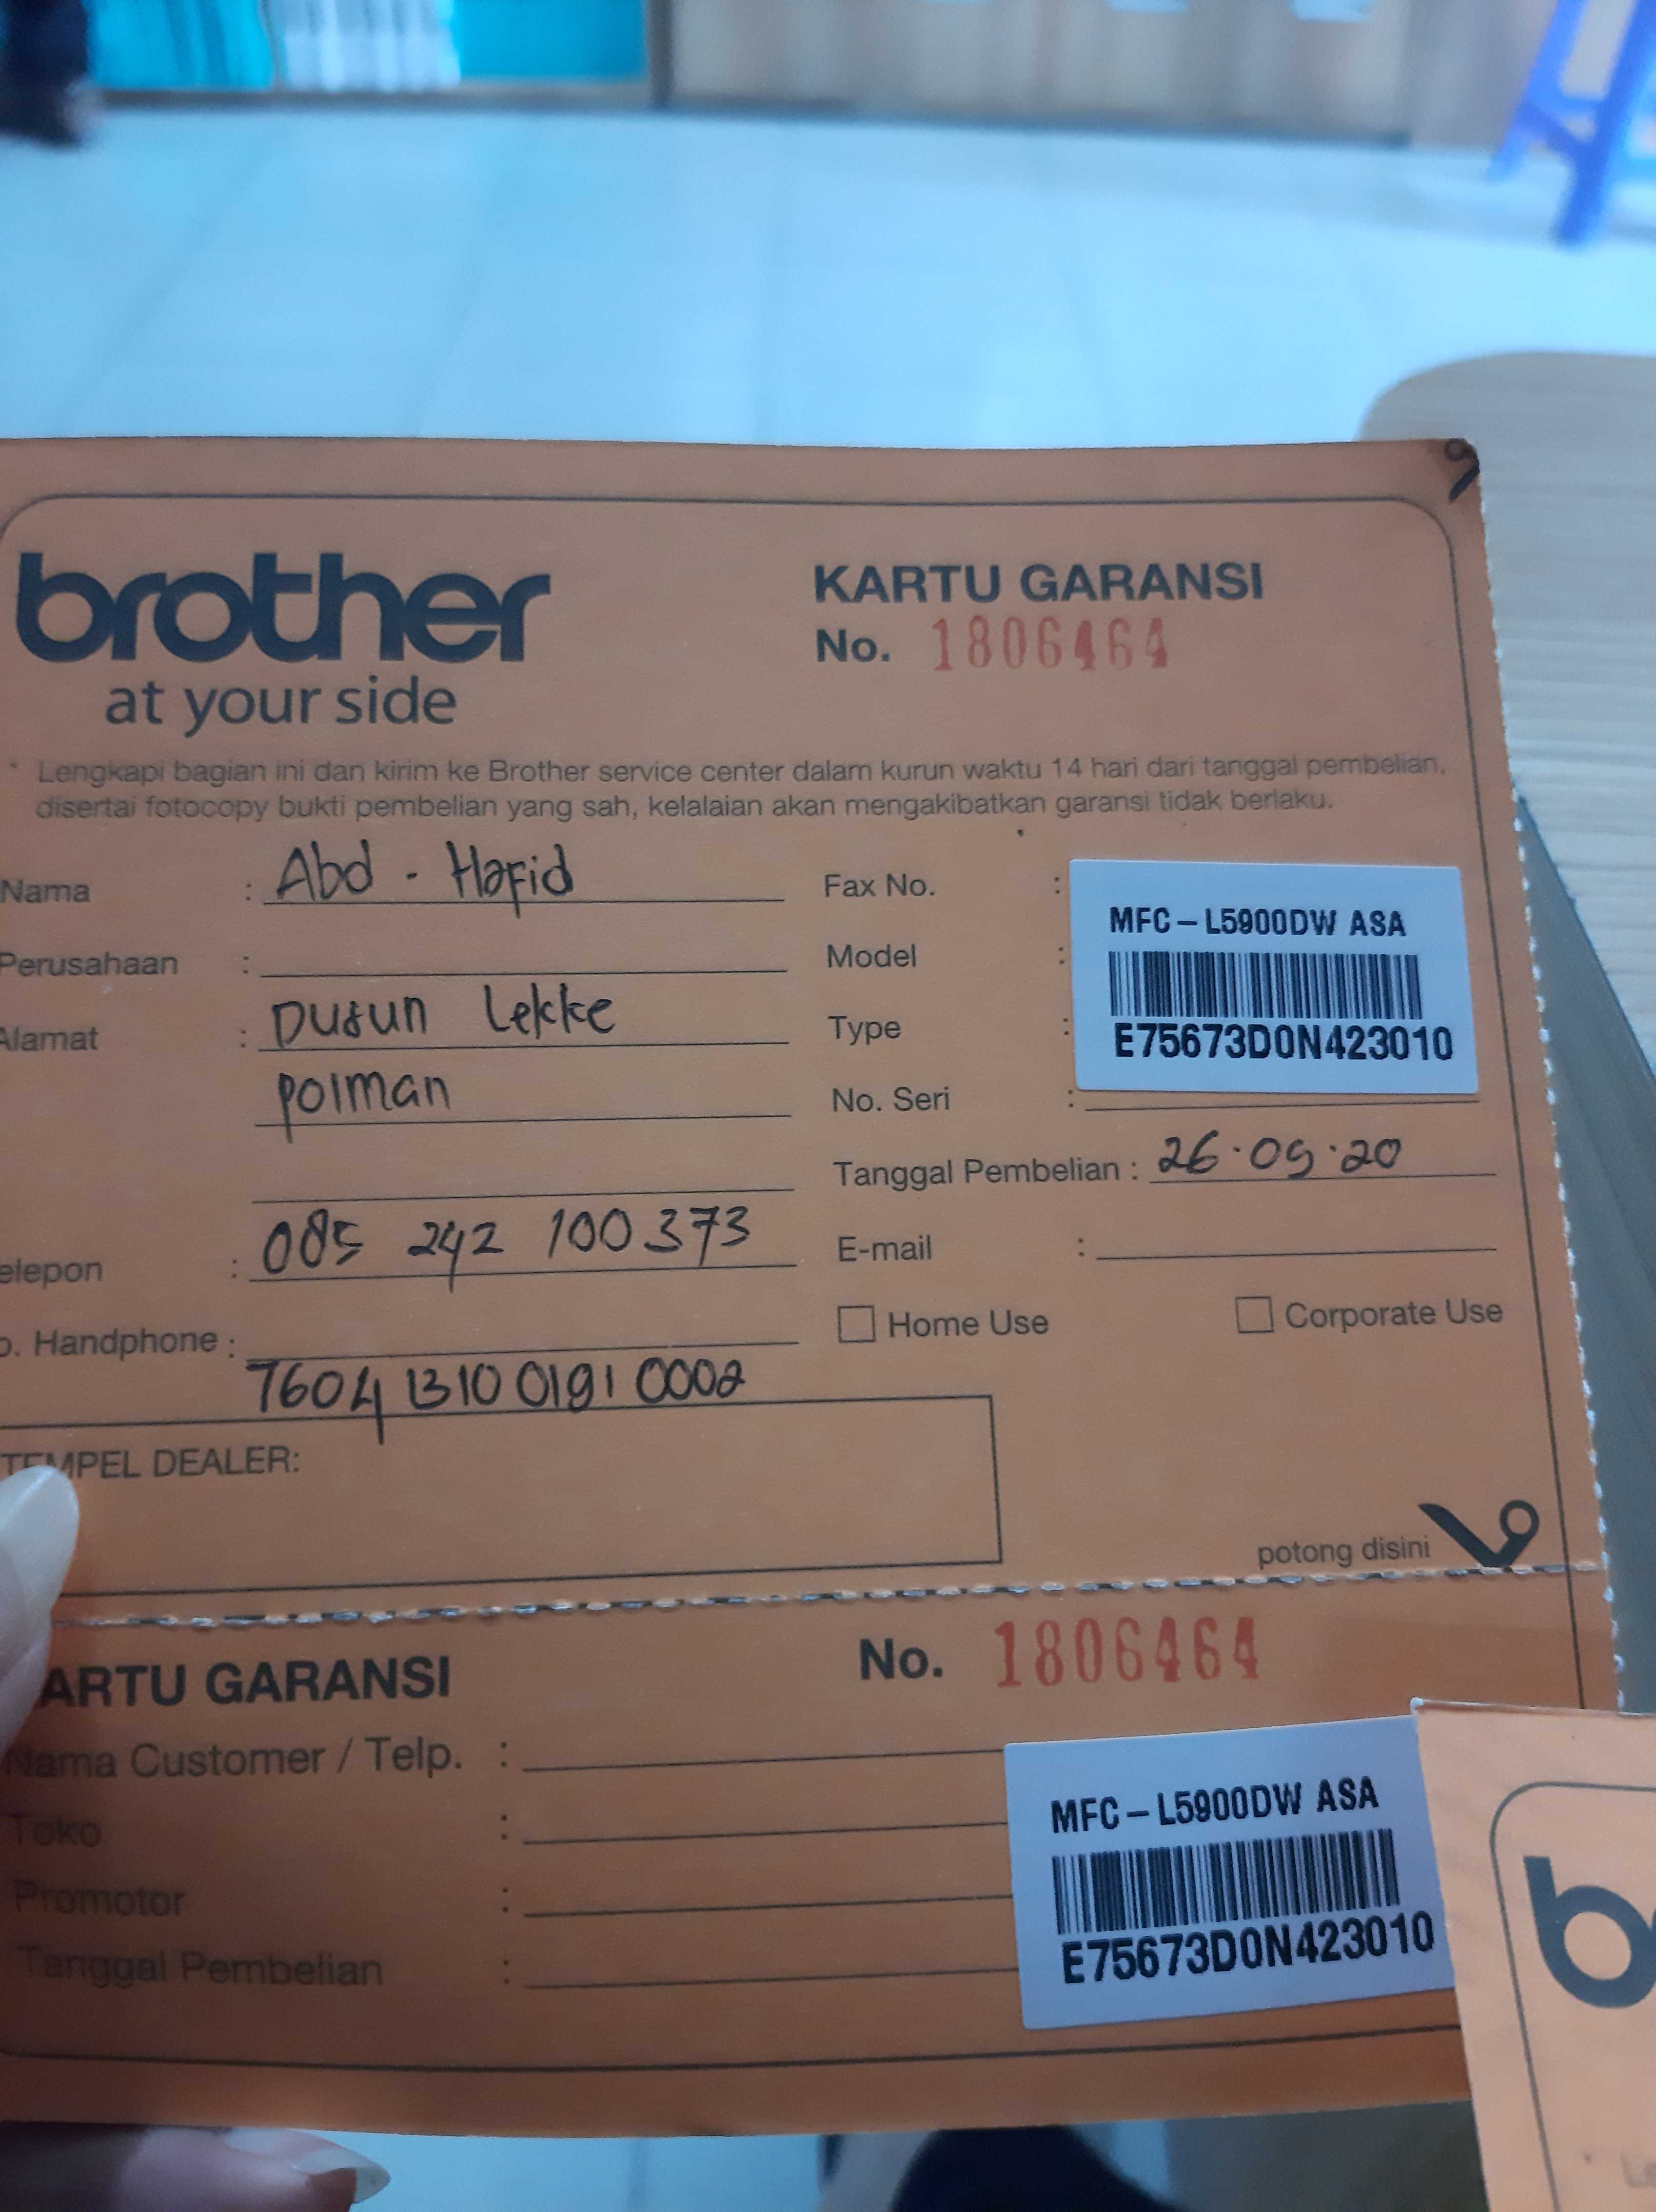 brother
at your side
KARTU GARANSI
No. 1806464
* Lengkapi bagian ini dan kirim ke Brother service center dalam kurun waktu 14 hari dari tanggal pembelian,
disertai fotocopy bukti pembelian yang sah, kelalaian akan mengakibatkan garansi tidak berlaku.
Nama : Abd. Hafid
Perusahaan :
Alamat : Dusun Lekke
polman
elepon : 085 242 100 373
o. Handphone :
7604 1310 0191 0002
Fax No. :
Model :
Type :
No. Seri :
MFC-L5900DW ASA
E75673D0N423010
Tanggal Pembelian : 26.09.20
E-mail :
Home Use
Corporate Use
TEMPEL DEALER:
potong disini
ARTU GARANSI
No. 1806464
Nama Customer / Telp. :
Toko :
Promotor :
Tanggal Pembelian :
MFC-L5900DW ASA
E75673D0N423010
b